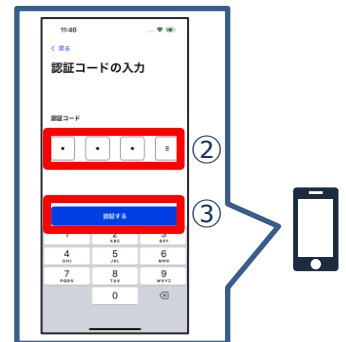 11:40
く 戻る
認証コードの入力
認証コード
• • • 8
②
認証する
③
1 2 3
ABC DEF
4 5 6
GHI JKL MNO
7 8 9
PQRS TUV WXYZ
0